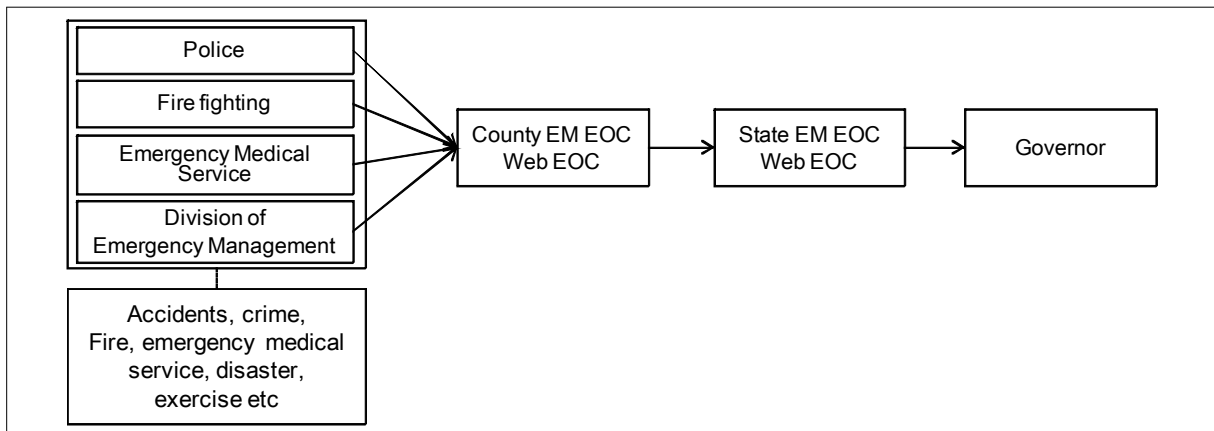 Police
Fire fighting
Emergency Medical
Service
Division of
Emergency Management
Accidents, crime,
Fire, emergency medical
service, disaster,
exercise etc
County EM EOC
Web EOC
State EM EOC
Web EOC
Governor